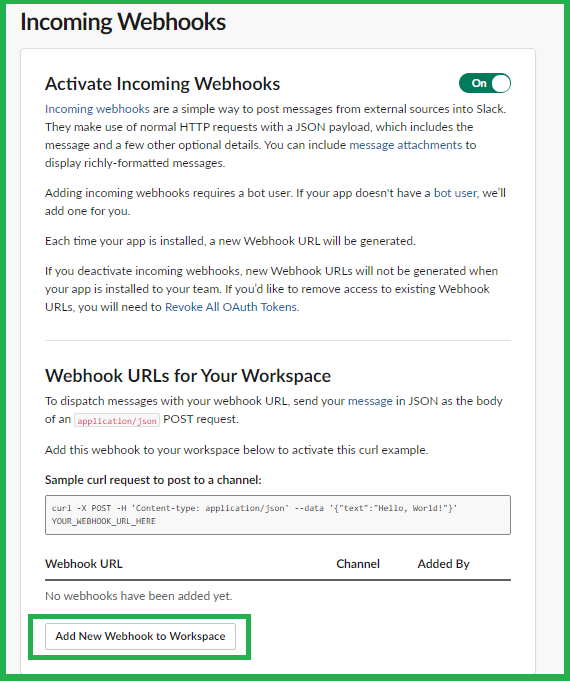 Incoming Webhooks
Activate Incoming Webhooks
On
Incoming webhooks are a simple way to post messages from external sources into Slack.
They make use of normal HTTP requests with a JSON payload, which includes the
message and a few other optional details. You can include message attachments to
display richly-formatted messages.
Adding incoming webhooks requires a bot user. If your app doesn't have a bot user, we'll
add one for you.
Each time your app is installed, a new Webhook URL will be generated.
If you deactivate incoming webhooks, new Webhook URLs will not be generated when
your app is installed to your team. If you'd like to remove access to existing Webhook
URLs, you will need to Revoke All OAuth Tokens.
Webhook URLs for Your Workspace
To dispatch messages with your webhook URL, send your message in JSON as the body
of an application/json POST request.
Add this webhook to your workspace below to activate this curl example.
Sample curl request to post to a channel:
curl -X POST -H 'Content-type: application/json' --data '{"text":"Hello, World!"}'
YOUR_WEBHOOK_URL_HERE
Webhook URL Channel Added By
No webhooks have been added yet.
Add New Webhook to Workspace